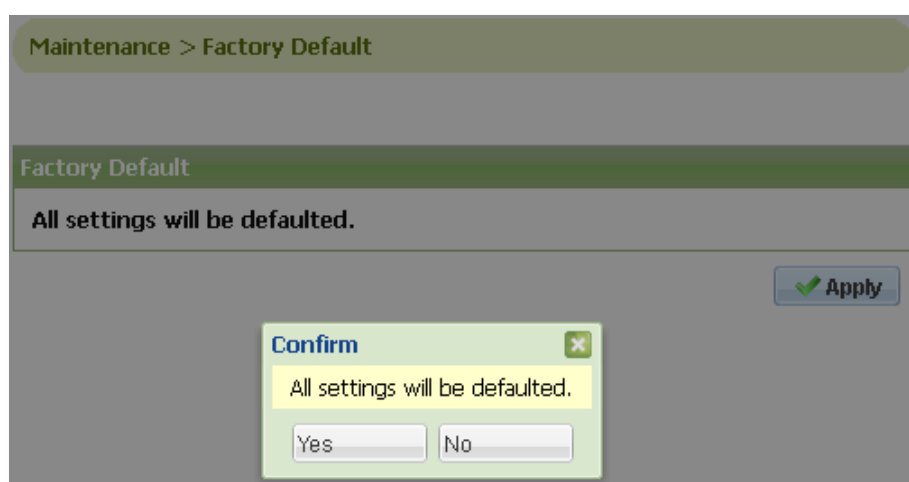 Maintenance > Factory Default
Factory Default
All settings will be defaulted.
Apply
Confirm
All settings will be defaulted.
Yes No